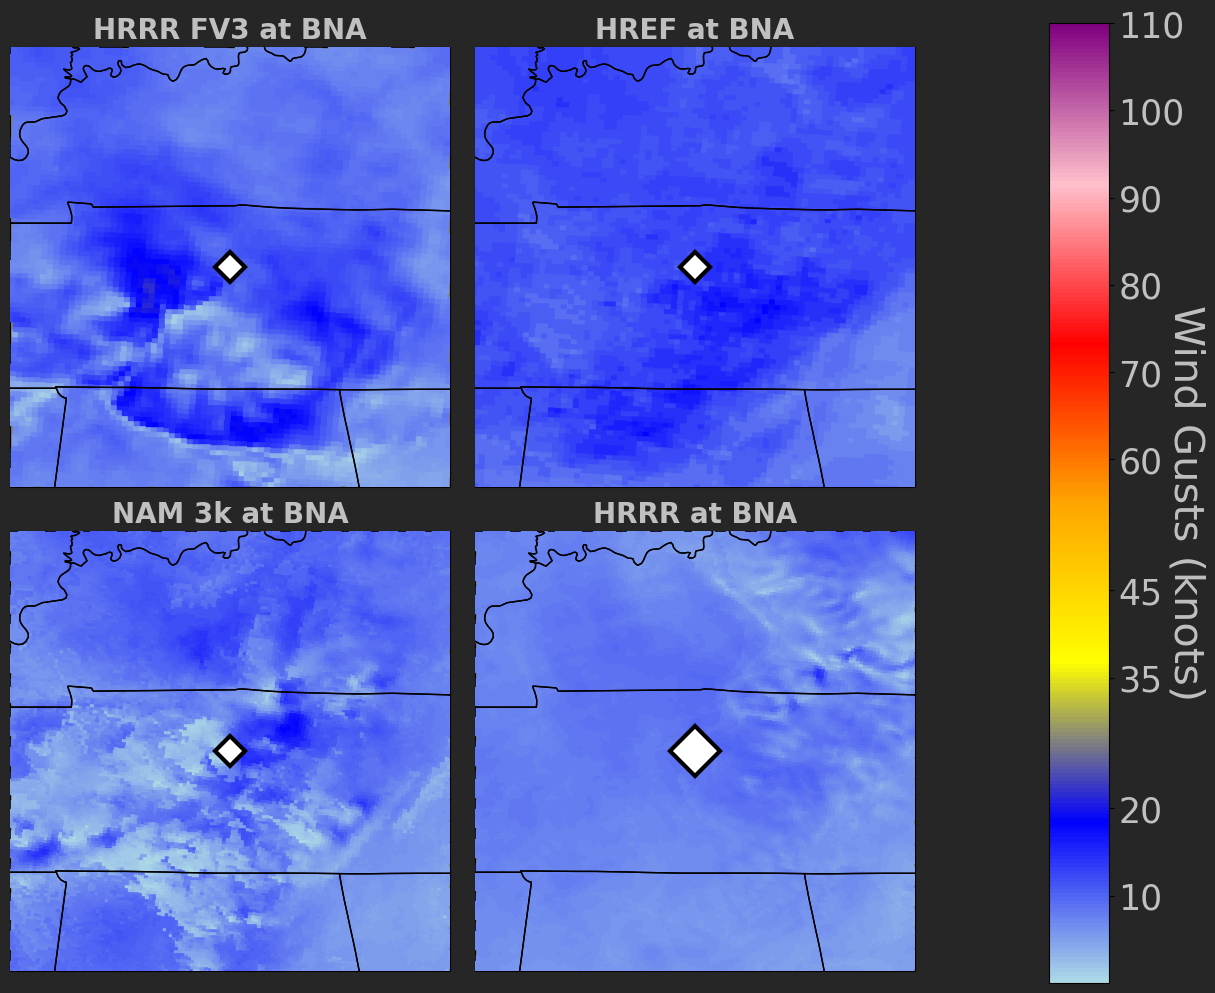 HRRR FV3 at BNA
HREF at BNA
NAM 3k at BNA
HRRR at BNA
110
100
90
80
70
60
45
35
20
10
Wind Gusts (knots)